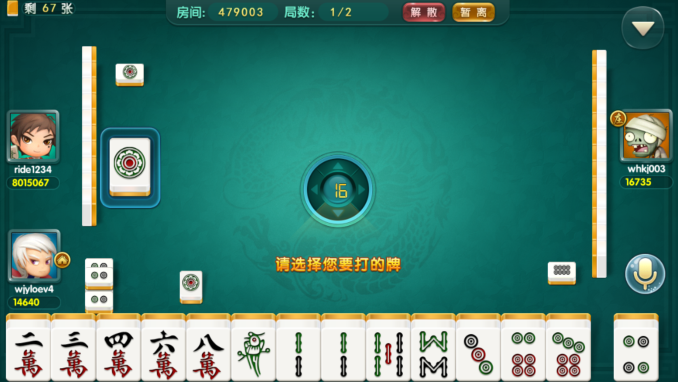 剩 67 张
房间: 479003 局数: 1/2 解散 暂离
ride1234
8015067
16
庄
whkj003
16735
请选择您要打的牌
wjyloev4
14640
二 三 四 六 八
萬 萬 萬 萬 萬